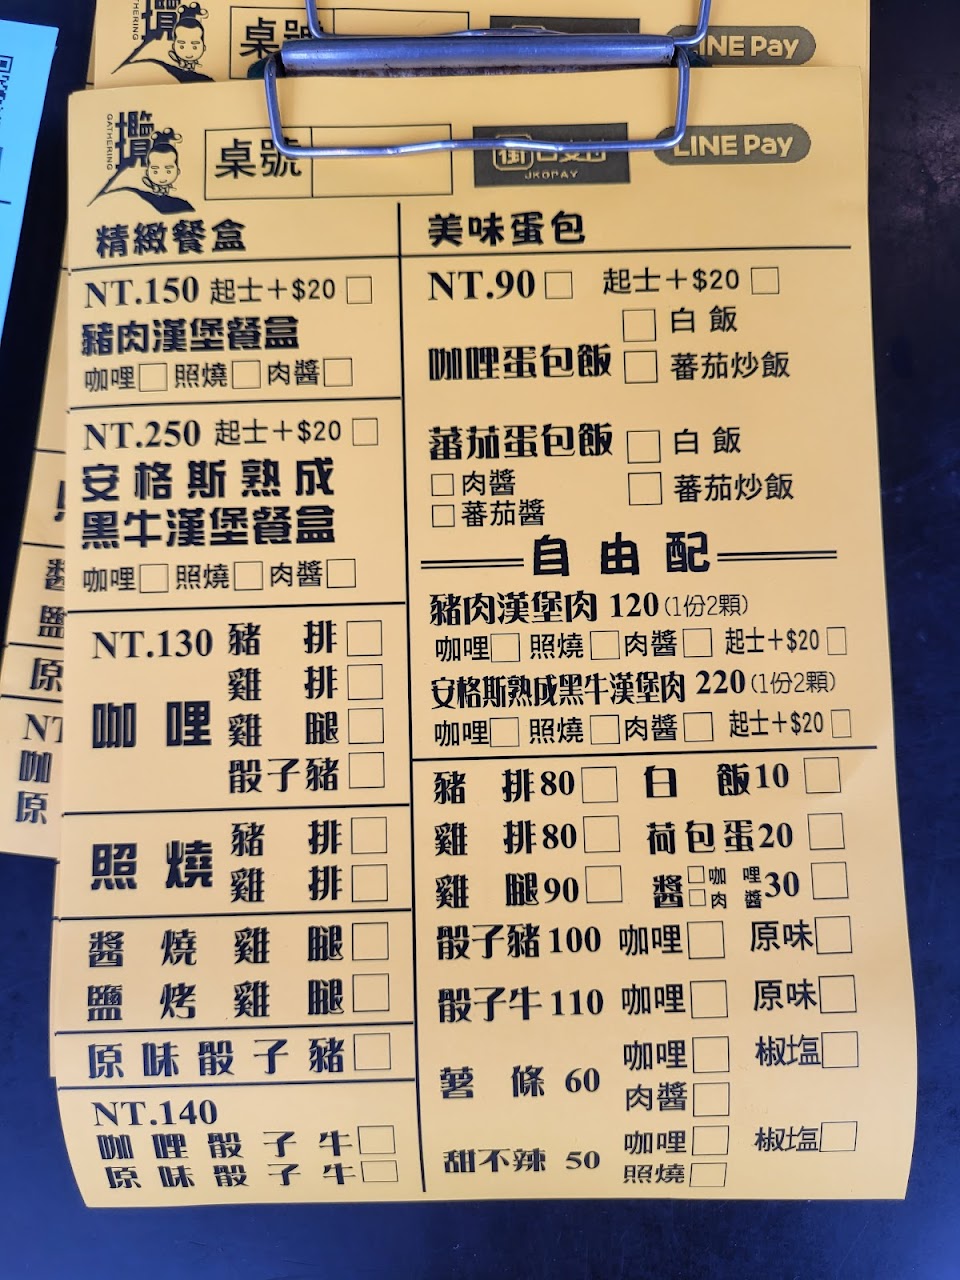 攢
GATHERING
桌號
街口支付
JKOPAY
LINE Pay
精緻餐盒
NT.150 起士+$20 □
豬肉漢堡餐盒
咖哩□ 照燒□ 肉醬□
NT.250 起士+$20 □
安格斯熟成
黑牛漢堡餐盒
咖哩□ 照燒□ 肉醬□
NT.130 豬排□
雞排□
咖哩 雞腿□
骰子豬□
照燒 豬排□
雞排□
醬燒雞腿□
鹽烤雞腿□
原味骰子豬□
NT.140
咖哩骰子牛□
原味骰子牛□
美味蛋包
NT.90 □ 起士+$20 □
□ 白飯
咖哩蛋包飯 □ 蕃茄炒飯
蕃茄蛋包飯 □ 白飯
□ 肉醬 □ 蕃茄炒飯
□ 蕃茄醬
自由配
豬肉漢堡肉 120(1份2顆)
咖哩□ 照燒□ 肉醬□ 起士+$20 □
安格斯熟成黑牛漢堡肉 220(1份2顆)
咖哩□ 照燒□ 肉醬□ 起士+$20 □
豬排80 □ 白飯10 □
雞排80 □ 荷包蛋20 □
雞腿90 □ 醬 □咖哩 □肉醬 30 □
骰子豬100 咖哩□ 原味□
骰子牛110 咖哩□ 原味□
薯條 60 咖哩□ 椒塩□
肉醬□
甜不辣 50 咖哩□ 椒塩□
照燒□